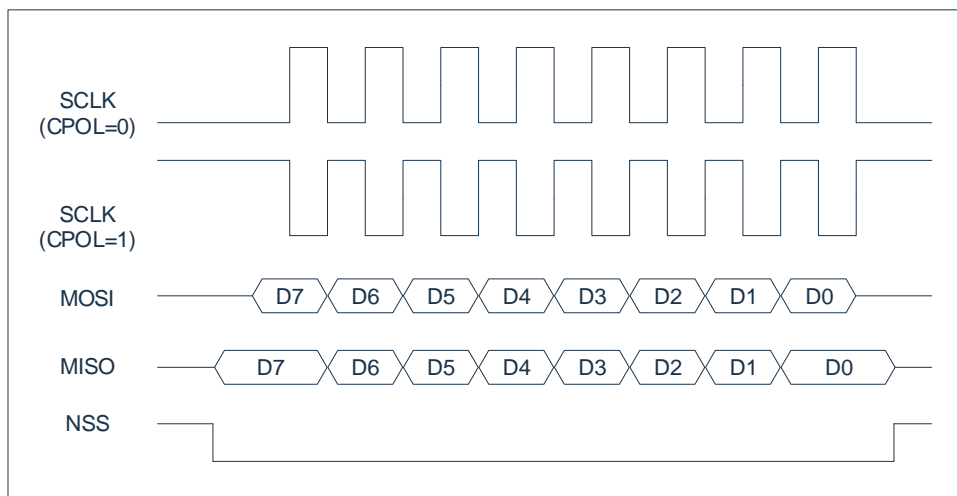 SCLK
(CPOL=0)
SCLK
(CPOL=1)
MOSI D7 D6 D5 D4 D3 D2 D1 D0
MISO D7 D6 D5 D4 D3 D2 D1 D0
NSS